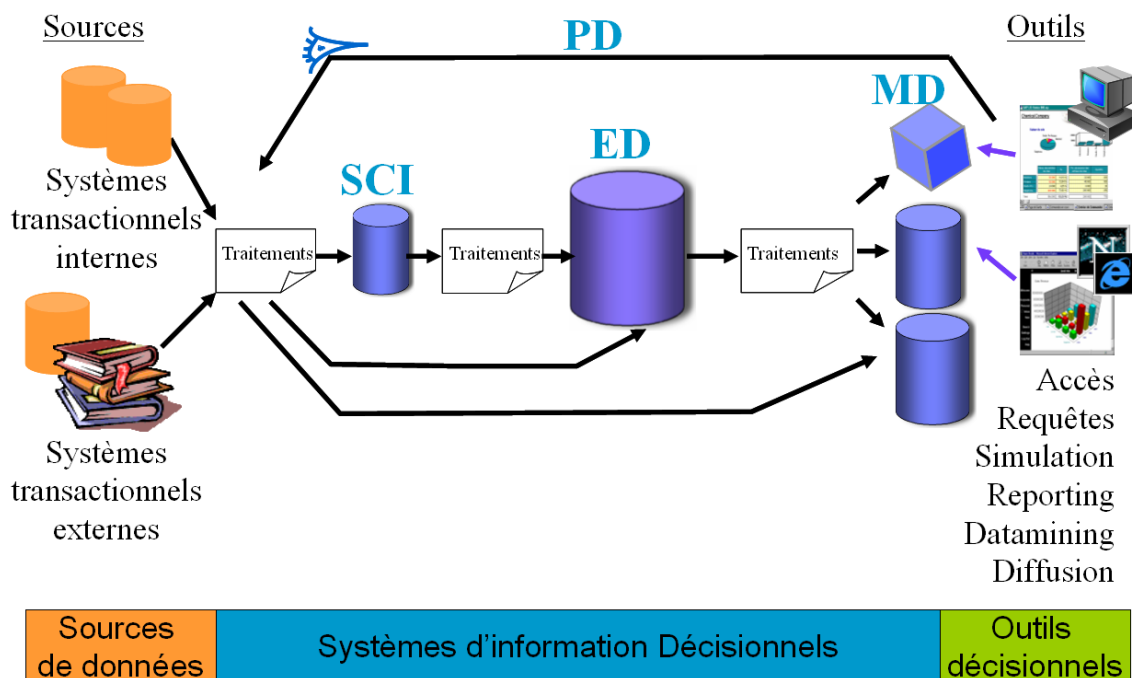 Sources
PD
Outils
MD
ED
SCI
Systèmes
transactionnels
internes
Traitements
Traitements
Traitements
Systèmes
transactionnels
externes
Accès
Requêtes
Simulation
Reporting
Datamining
Diffusion
Sources
de données
Systèmes d’information Décisionnels
Outils
décisionnels